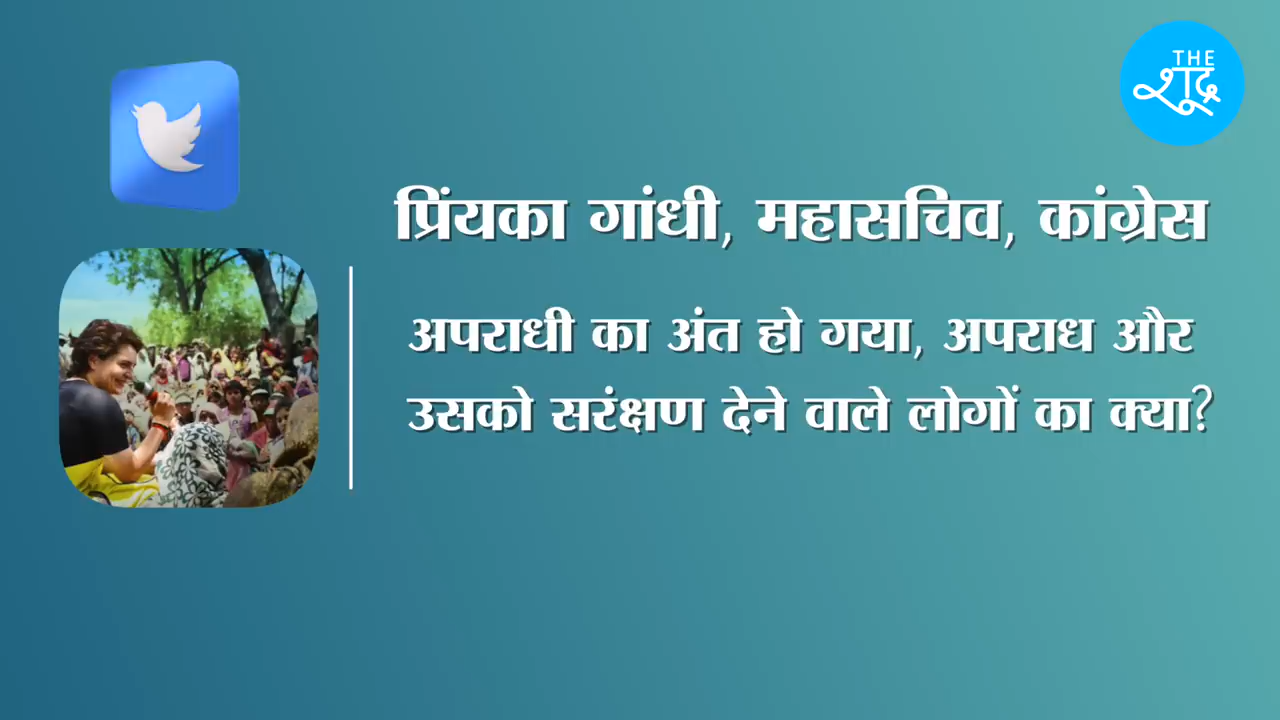 THE
शूद्र
प्रिंयका गांधी, महासचिव, कांग्रेस
अपराधी का अंत हो गया, अपराध और
उसको सरंक्षण देने वाले लोगों का क्या?